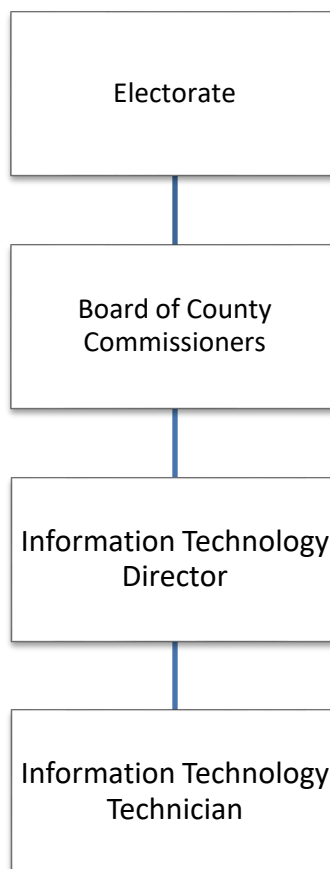 Electorate
Board of County
Commissioners
Information Technology
Director
Information Technology
Technician